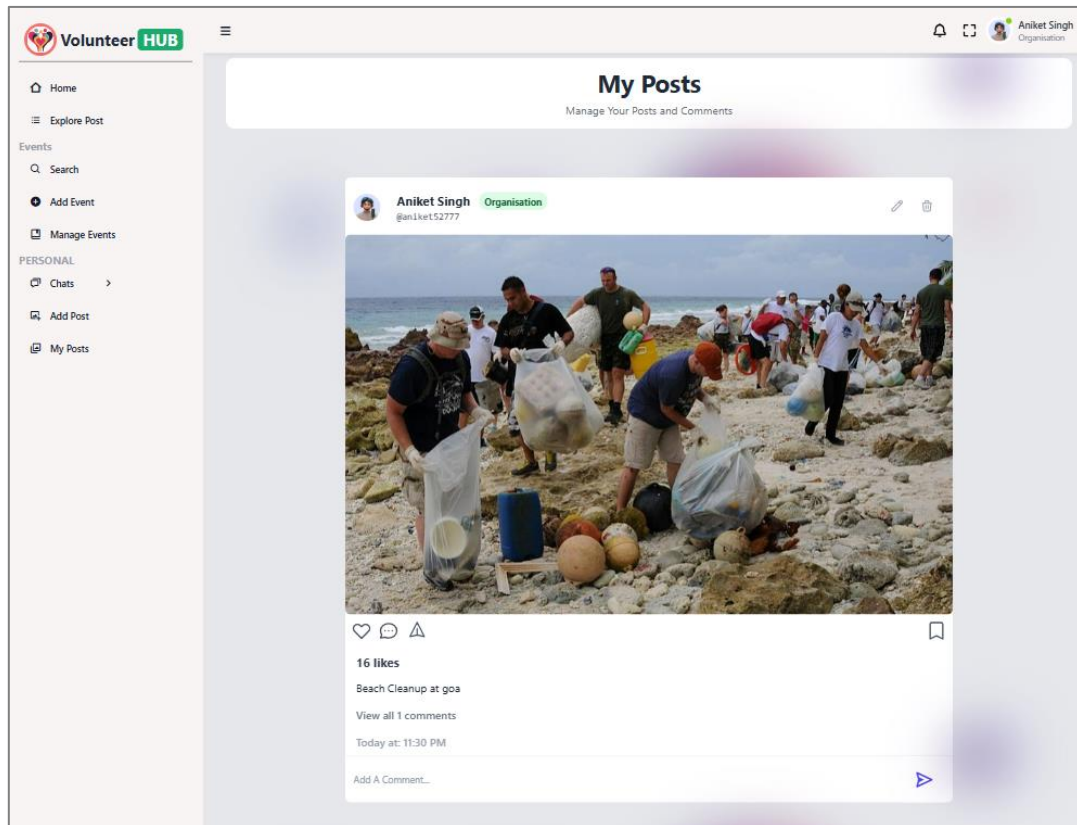 Volunteer HUB
Home
Explore Post
Events
Search
Add Event
Manage Events
PERSONAL
Chats
Add Post
My Posts
Aniket Singh
Organisation
My Posts
Manage Your Posts and Comments
Aniket Singh Organisation
@aniket52777
16 likes
Beach Cleanup at goa
View all 1 comments
Today at: 11:30 PM
Add A Comment...